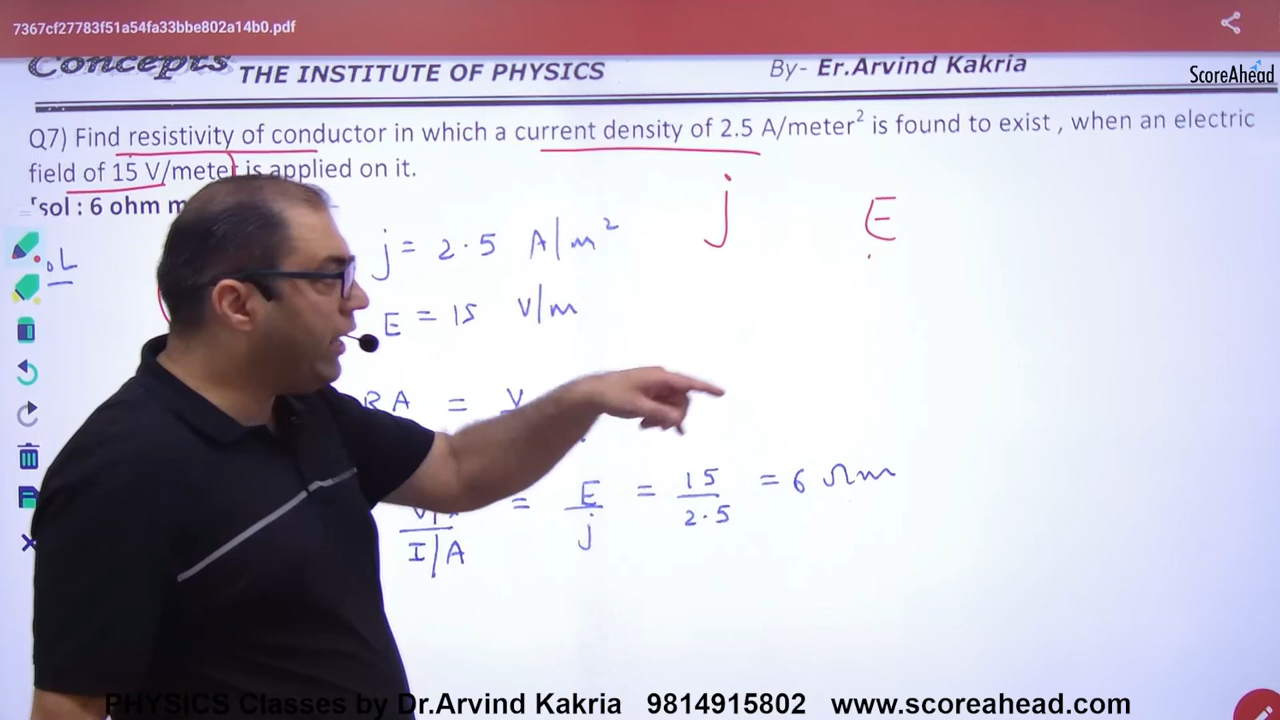 7367cf27783f51a54fa33bbe802a14b0.pdf
Concepts THE INSTITUTE OF PHYSICS By- Er.Arvind Kakria
ScoreAhead
Q7) Find resistivity of conductor in which a current density of 2.5 A/meter² is found to exist , when an electric
field of 15 V/meter is applied on it.
sol : 6 ohm m
j E
L
j = 2.5 A/m²
E = 15 V/m
RA = V
= E/j = 15/2.5 = 6 Ωm
I/A
PHYSICS Classes by Dr.Arvind Kakria 9814915802 www.scoreahead.com